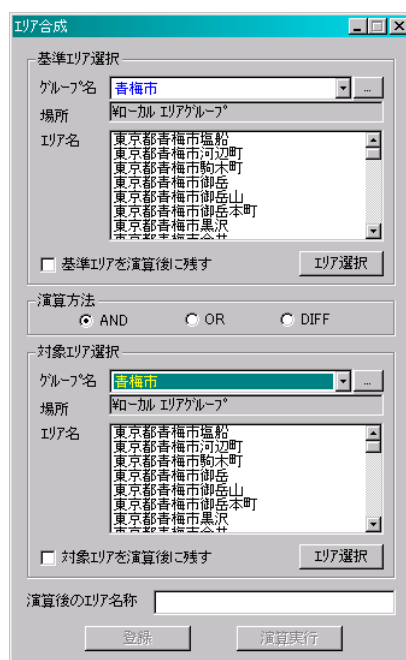 ｴﾘｱ合成
基準ｴﾘｱ選択
ｸﾞﾙｰﾌﾟ名 青梅市 ...
場所 ¥ﾛｰｶﾙ ｴﾘｱｸﾞﾙｰﾌﾟ
ｴﾘｱ名 東京都青梅市塩船
東京都青梅市河辺町
東京都青梅市駒木町
東京都青梅市御岳
東京都青梅市御岳山
東京都青梅市御岳本町
東京都青梅市黒沢
東京都青梅市今井
基準ｴﾘｱを演算後に残す ｴﾘｱ選択
演算方法
AND OR DIFF
対象ｴﾘｱ選択
ｸﾞﾙｰﾌﾟ名 青梅市 ...
場所 ¥ﾛｰｶﾙ ｴﾘｱｸﾞﾙｰﾌﾟ
ｴﾘｱ名 東京都青梅市塩船
東京都青梅市河辺町
東京都青梅市駒木町
東京都青梅市御岳
東京都青梅市御岳山
東京都青梅市御岳本町
東京都青梅市黒沢
対象ｴﾘｱを演算後に残す ｴﾘｱ選択
演算後のｴﾘｱ名称
登録 演算実行